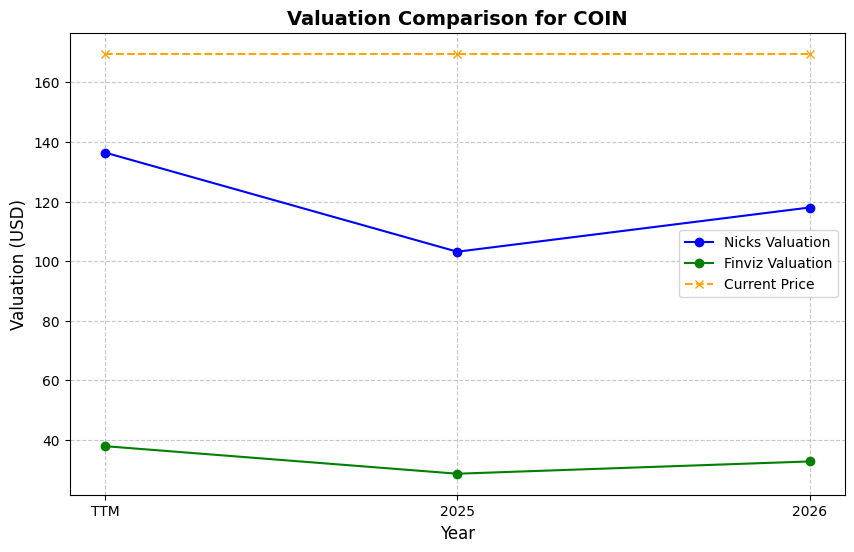 Valuation Comparison for COIN
Valuation (USD)
160
140
120
100
80
60
40
Nicks Valuation
Finviz Valuation
Current Price
TTM 2025 2026
Year